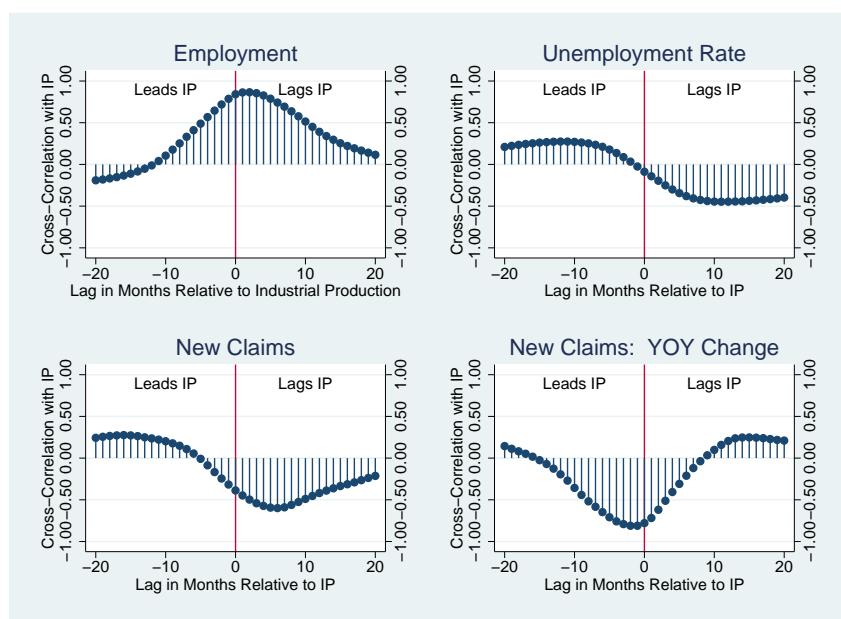 Employment
Leads IP
Lags IP
Cross−Correlation with IP
−1.00 −0.50 0.00 0.50 1.00
−1.00 −0.50 0.00 0.50 1.00
−20 −10 0 10 20
Lag in Months Relative to Industrial Production
Unemployment Rate
Leads IP
Lags IP
Cross−Correlation with IP
−1.00 −0.50 0.00 0.50 1.00
−1.00 −0.50 0.00 0.50 1.00
−20 −10 0 10 20
Lag in Months Relative to IP
New Claims
Leads IP
Lags IP
Cross−Correlation with IP
−1.00 −0.50 0.00 0.50 1.00
−1.00 −0.50 0.00 0.50 1.00
−20 −10 0 10 20
Lag in Months Relative to IP
New Claims: YOY Change
Leads IP
Lags IP
Cross−Correlation with IP
−1.00 −0.50 0.00 0.50 1.00
−1.00 −0.50 0.00 0.50 1.00
−20 −10 0 10 20
Lag in Months Relative to IP